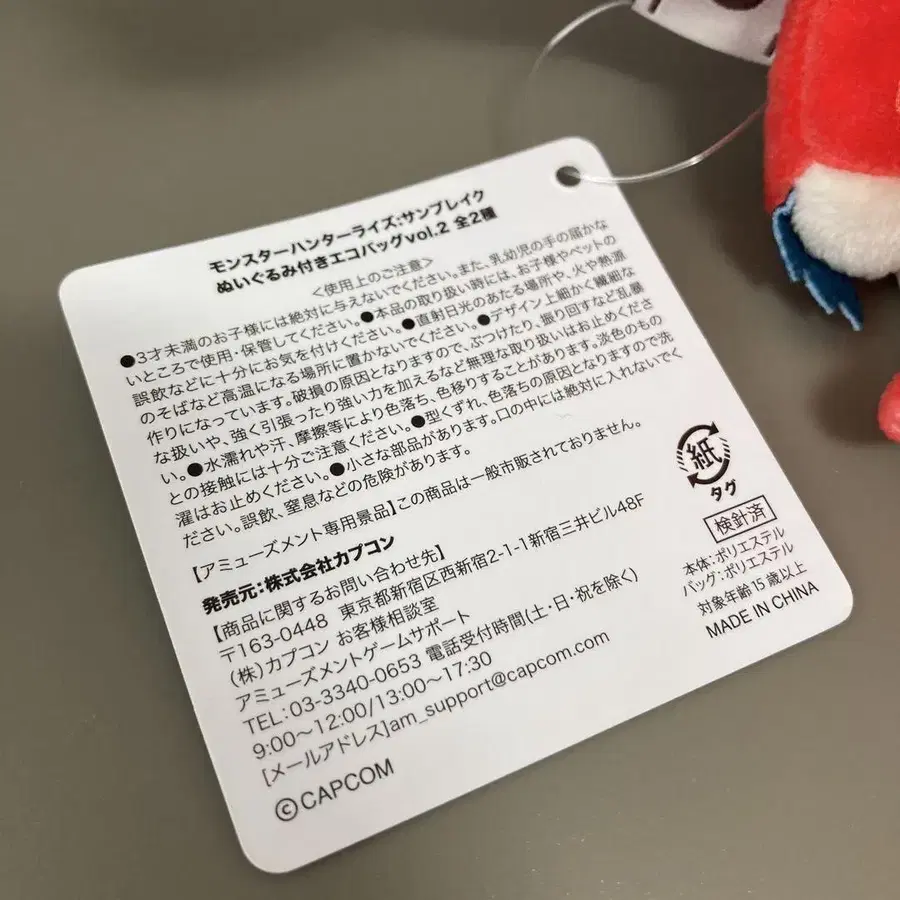 モンスターハンターライズ:サンブレイク
ぬいぐるみ付きエコバッグvol.2 全2種
<使用上のご注意>
●3才未満のお子様には絶対に与えないでください。また、乳幼児の手の届かな
いところで使用・保管してください。●本品の取り扱い時には、お子様やペットの
誤飲などに十分にお気を付けください。●直射日光のあたる場所や、火や熱源
のそばなど高温になる場所に置かないでください。●デザイン上細かく繊細な
作りになっています。破損の原因となりますので、ぶつけたり、振り回すなど乱暴
な扱いや、強く引張ったり強い力を加えるなど無理な取り扱いはお止めくださ
い。●水濡れや汗、摩擦等により色落ち、色移りすることがあります。淡色のもの
との接触には十分ご注意ください。●型くずれ、色落ちの原因となりますので洗
濯はお止めください。●小さな部品があります。口の中には絶対に入れないでく
ださい。誤飲、窒息などの危険があります。
【アミューズメント専用景品】この商品は一般市販されておりません。
発売元:株式会社カプコン
【商品に関するお問い合わせ先】
〒163-0448 東京都新宿区西新宿2-1-1新宿三井ビル48F
(株)カプコン お客様相談室
アミューズメントゲームサポート
TEL:03-3340-0653 電話受付時間(土・日・祝を除く)
9:00〜12:00/13:00〜17:30
[メールアドレス]am_support@capcom.com
©CAPCOM
紙
タグ
検針済
本体:ポリエステル
バッグ:ポリエステル
対象年齢15歳以上
MADE IN CHINA